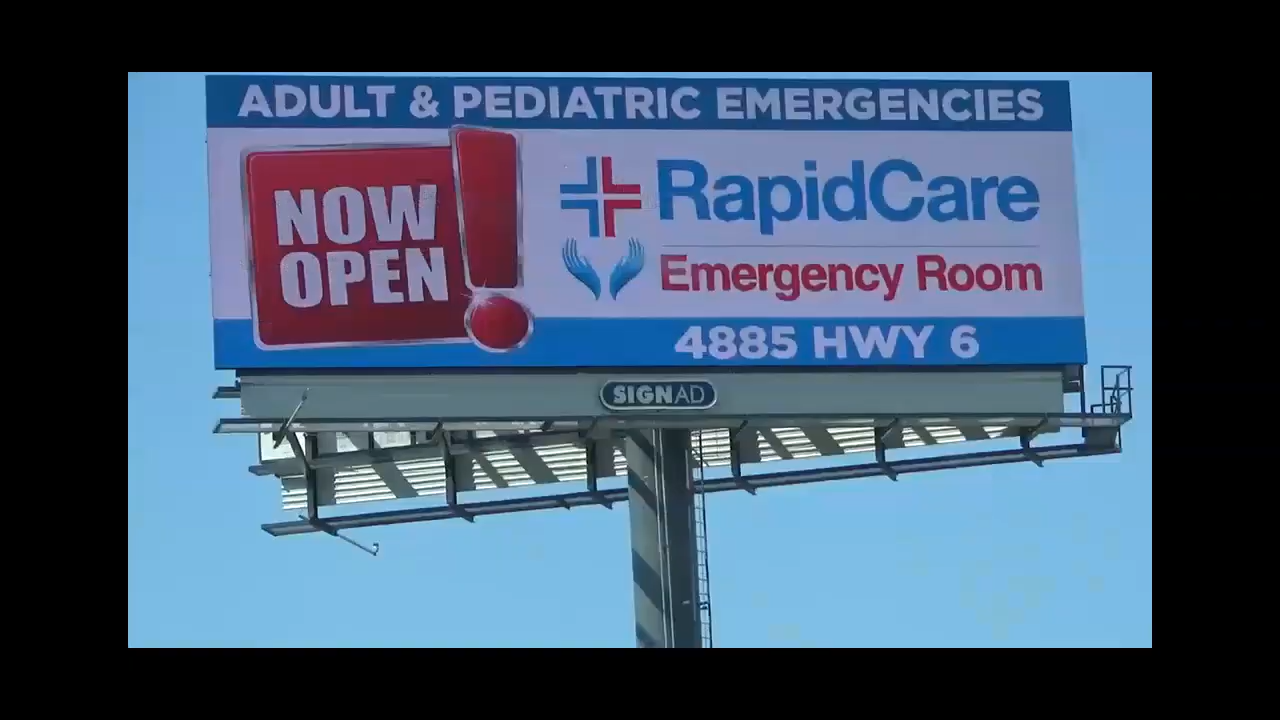 ADULT & PEDIATRIC EMERGENCIES
NOW
OPEN
RapidCare
Emergency Room
4885 HWY 6
SIGNAD